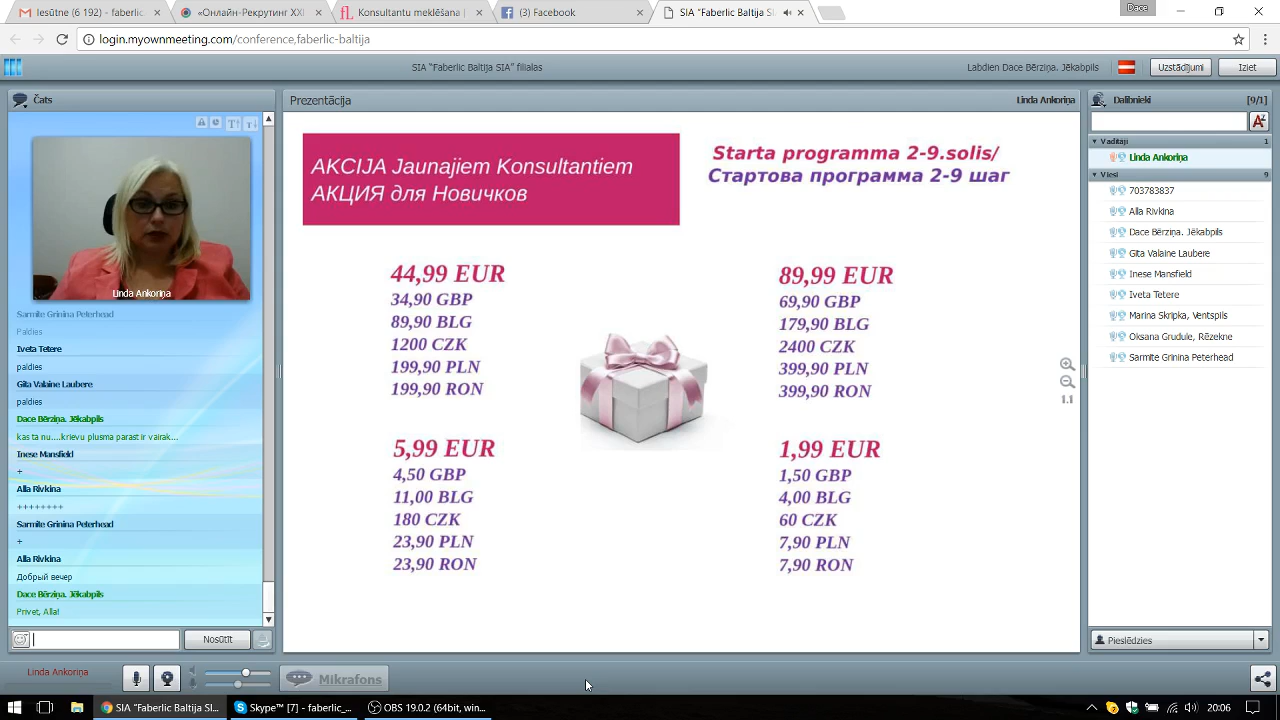 Iesūtne (6 192) - faberlic.
«Онлайн-Рекрутинг XXI
Konsultantu meklēšana |
(3) Facebook
SIA "Faberlic Baltija SI
Dace
login.myownmeeting.com/conference,faberlic-baltija
SIA "Faberlic Baltija SIA" filiālas
Labdien Dace Bērziņa. Jēkabpils
Uzstādījumi
Iziet
Čats
Linda Ankoriņa
Sarmite Grinina Peterhead
Paldies
Iveta Tetere
paldies
Gita Valaine Laubere
paldies
Dace Bērziņa. Jēkabpils
kas ta nu....krievu plusma parast ir vairak...
Inese Mansfield
+
Alla Rivkina
++++++++
Sarmite Grinina Peterhead
+
Alla Rivkina
Добрый вечер
Dace Bērziņa. Jēkabpils
Privet, Alla!
Nosūtīt
Prezentācija
Linda Ankoriņa
AKCIJA Jaunajiem Konsultantiem
АКЦИЯ для Новичков
Starta programma 2-9.solis/
Стартова программа 2-9 шаг
44,99 EUR
34,90 GBP
89,90 BLG
1200 CZK
199,90 PLN
199,90 RON
89,99 EUR
69,90 GBP
179,90 BLG
2400 CZK
399,90 PLN
399,90 RON
5,99 EUR
4,50 GBP
11,00 BLG
180 CZK
23,90 PLN
23,90 RON
1,99 EUR
1,50 GBP
4,00 BLG
60 CZK
7,90 PLN
7,90 RON
1.1
Dalībnieki
[9/1]
Vadītāji 1
Linda Ankoriņa
Viesi 9
703783837
Alla Rivkina
Dace Bērziņa. Jēkabpils
Gita Valaine Laubere
Inese Mansfield
Iveta Tetere
Marina Skripka, Ventspils
Oksana Grudule, Rēzekne
Sarmite Grinina Peterhead
Pieslēdzies
Linda Ankoriņa
Mikrafons
SIA "Faberlic Baltija SI...
Skype™ [7] - faberlic_...
OBS 19.0.2 (64bit, win...
20:06